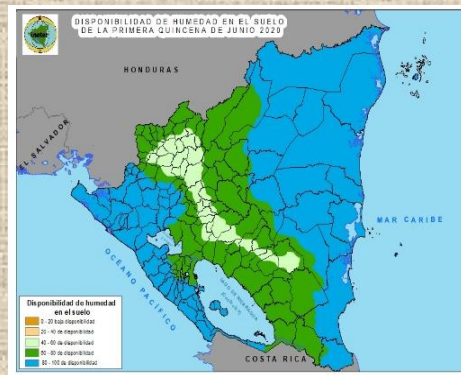 DISPONIBILIDAD DE HUMEDAD EN EL SUELO
DE LA PRIMERA QUINCENA DE JUNIO 2020
HONDURAS
EL SALVADOR
MAR CARIBE
OCEANO PACÍFICO
COSTA RICA
Disponibilidad de humedad
en el suelo
0 - 20 baja disponibilidad
20 - 40 de disponibilidad
40 - 60 de disponibilidad
60 - 80 de disponibilidad
80 - 100 de disponibilidad